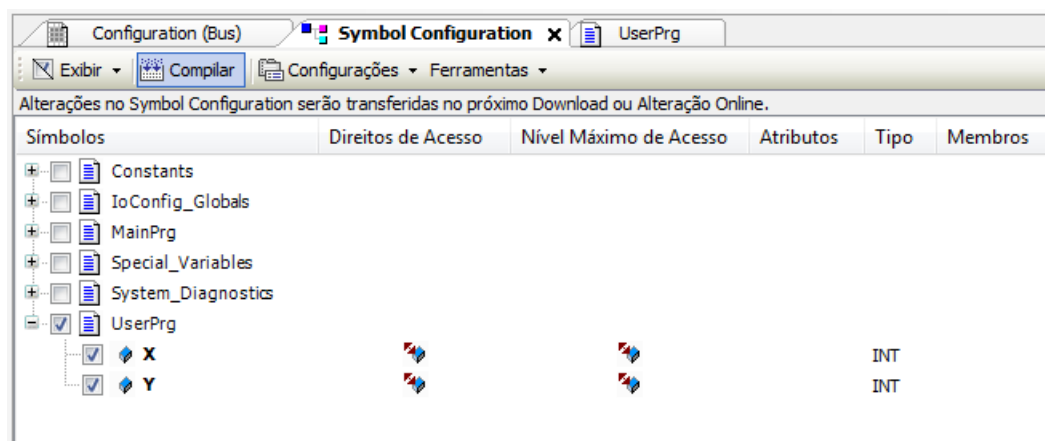 Configuration (Bus) Symbol Configuration x UserPrg
Exibir Compilar Configurações Ferramentas
Alterações no Symbol Configuration serão transferidas no próximo Download ou Alteração Online.
Símbolos Direitos de Acesso Nível Máximo de Acesso Atributos Tipo Membros
Constants
IoConfig_Globals
MainPrg
Special_Variables
System_Diagnostics
UserPrg
X INT
Y INT